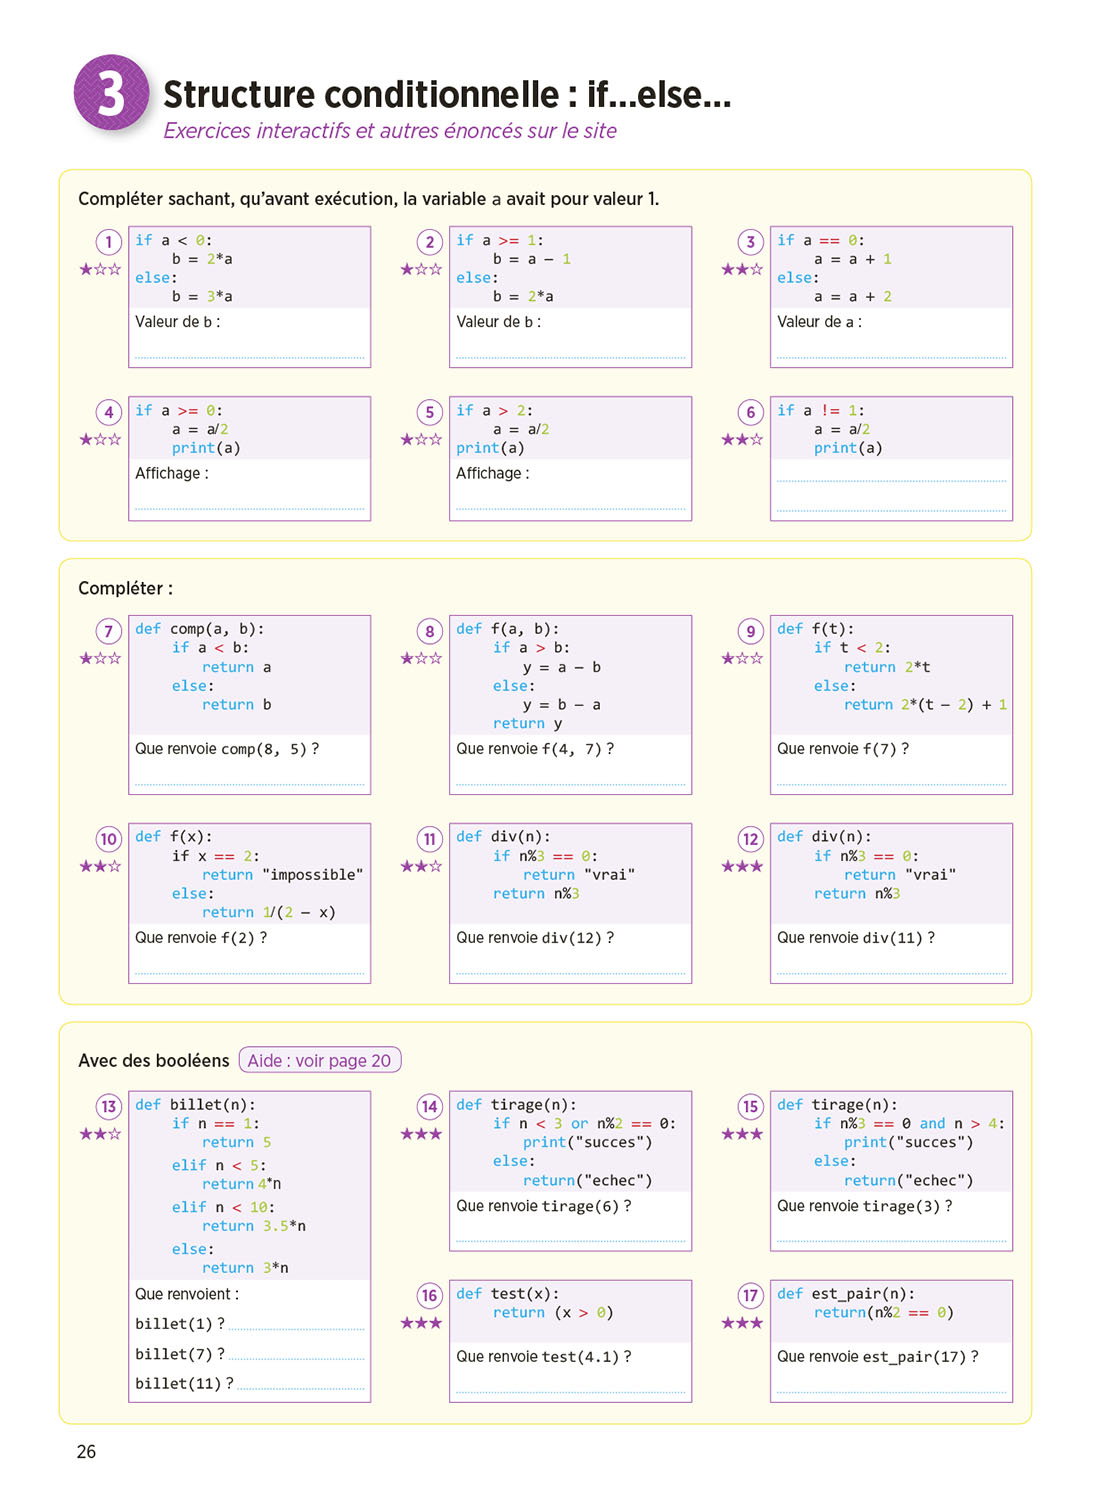 3
Structure conditionnelle : if...else...
Exercices interactifs et autres énoncés sur le site
Compléter sachant, qu'avant exécution, la variable a avait pour valeur 1.
1
if a < 0:
b = 2*a
else:
b = 3*a
Valeur de b :
2
if a >= 1:
b = a – 1
else:
b = 2*a
Valeur de b :
3
if a == 0:
a = a + 1
else:
a = a + 2
Valeur de a :
4
if a >= 0:
a = a/2
print(a)
Affichage :
5
if a > 2:
a = a/2
print(a)
Affichage :
6
if a != 1:
a = a/2
print(a)
Compléter :
7
def comp(a, b):
if a < b:
return a
else:
return b
Que renvoie comp(8, 5) ?
8
def f(a, b):
if a > b:
y = a – b
else:
y = b – a
return y
Que renvoie f(4, 7) ?
9
def f(t):
if t < 2:
return 2*t
else:
return 2*(t – 2) + 1
Que renvoie f(7) ?
10
def f(x):
if x == 2:
return "impossible"
else:
return 1/(2 – x)
Que renvoie f(2) ?
11
def div(n):
if n%3 == 0:
return "vrai"
return n%3
Que renvoie div(12) ?
12
def div(n):
if n%3 == 0:
return "vrai"
return n%3
Que renvoie div(11) ?
Avec des booléens
Aide : voir page 20
13
def billet(n):
if n == 1:
return 5
elif n < 5:
return 4*n
elif n < 10:
return 3.5*n
else:
return 3*n
Que renvoient :
billet(1) ?
billet(7) ?
billet(11) ?
14
def tirage(n):
if n < 3 or n%2 == 0:
print("succes")
else:
return("echec")
Que renvoie tirage(6) ?
15
def tirage(n):
if n%3 == 0 and n > 4:
print("succes")
else:
return("echec")
Que renvoie tirage(3) ?
16
def test(x):
return (x > 0)
Que renvoie test(4.1) ?
17
def est_pair(n):
return(n%2 == 0)
Que renvoie est_pair(17) ?
26